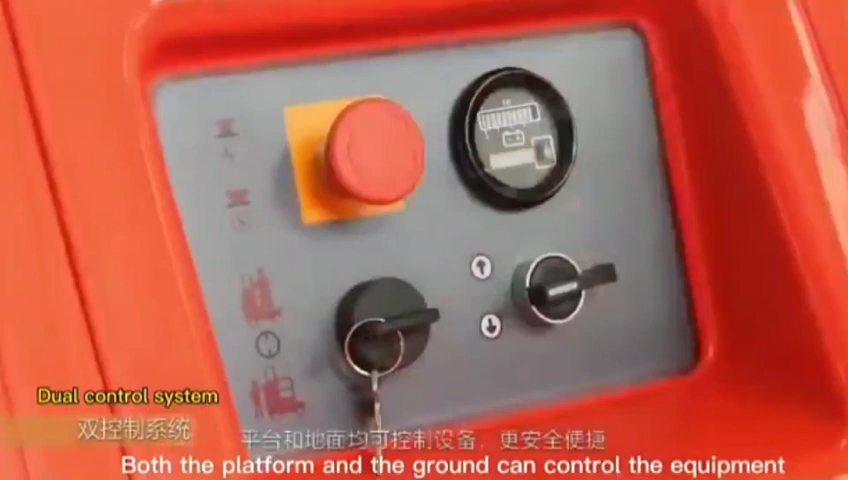 Dual control system
双控制系统
平台和地面均可控制设备，更安全便捷
Both the platform and the ground can control the equipment